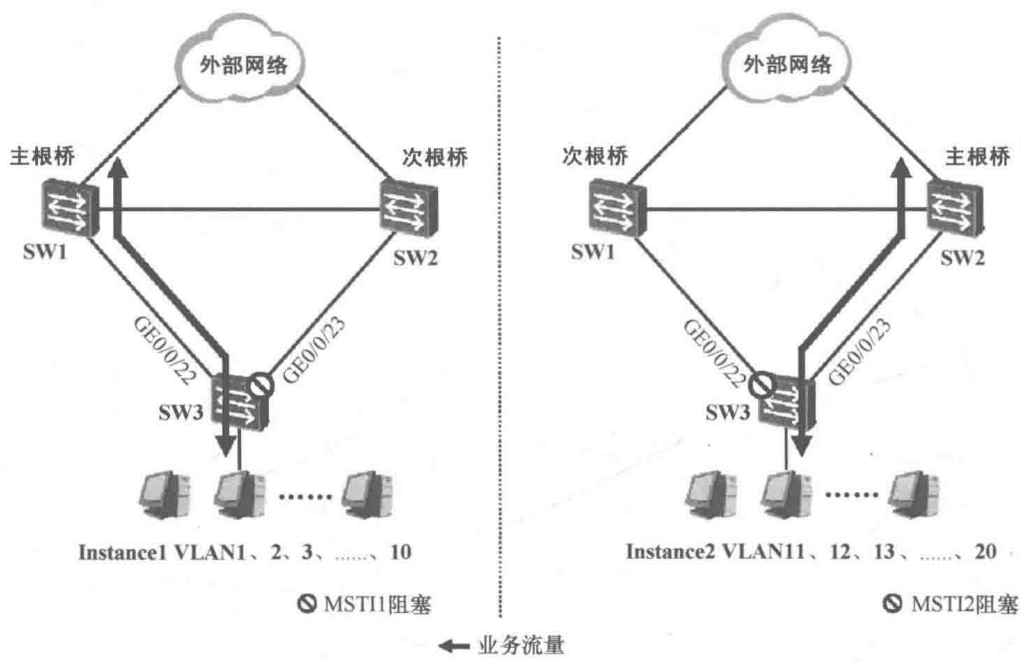 外部网络
主根桥
次根桥
SW1
SW2
GE0/0/22
GE0/0/23
SW3
Instance1 VLAN1、2、3、……、10
MSTI1阻塞
外部网络
次根桥
主根桥
SW1
SW2
GE0/0/22
GE0/0/23
SW3
Instance2 VLAN11、12、13、……、20
MSTI2阻塞
业务流量